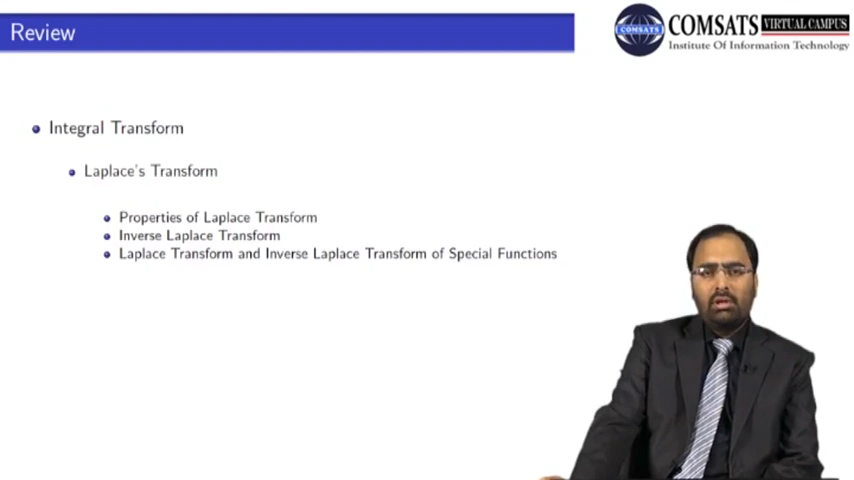 Review
COMSATS VIRTUAL CAMPUS
Institute Of Information Technology
COMSATS
Integral Transform
Laplace's Transform
Properties of Laplace Transform
Inverse Laplace Transform
Laplace Transform and Inverse Laplace Transform of Special Functions